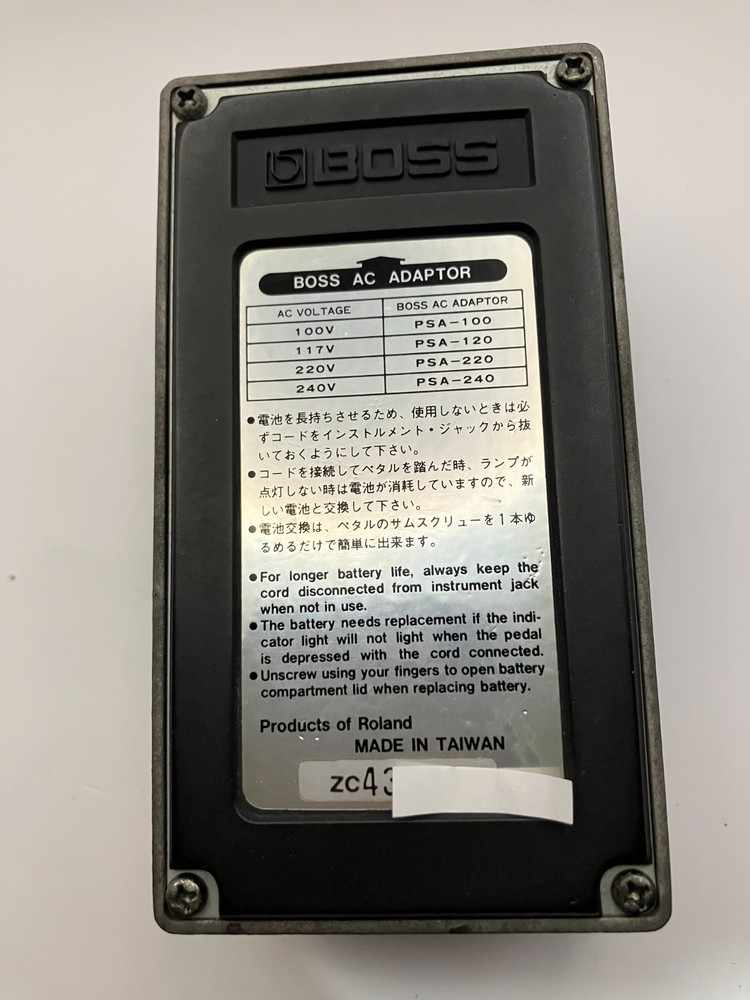 BOSS
BOSS AC ADAPTOR
AC VOLTAGE BOSS AC ADAPTOR
100V PSA-100
117V PSA-120
220V PSA-220
240V PSA-240
●電池を長持ちさせるため、使用しないときは必
ずコードをインストルメント・ジャックから抜
いておくようにして下さい。
●コードを接続してペタルを踏んだ時、ランプが
点灯しない時は電池が消耗していますので、新
しい電池と交換して下さい。
●電池交換は、ペタルのサムスクリューを1本ゆ
るめるだけで簡単に出来ます。
●For longer battery life, always keep the
cord disconnected from instrument jack
when not in use.
●The battery needs replacement if the indi-
cator light will not light when the pedal
is depressed with the cord connected.
●Unscrew using your fingers to open battery
compartment lid when replacing battery.
Products of Roland
MADE IN TAIWAN
ZC43